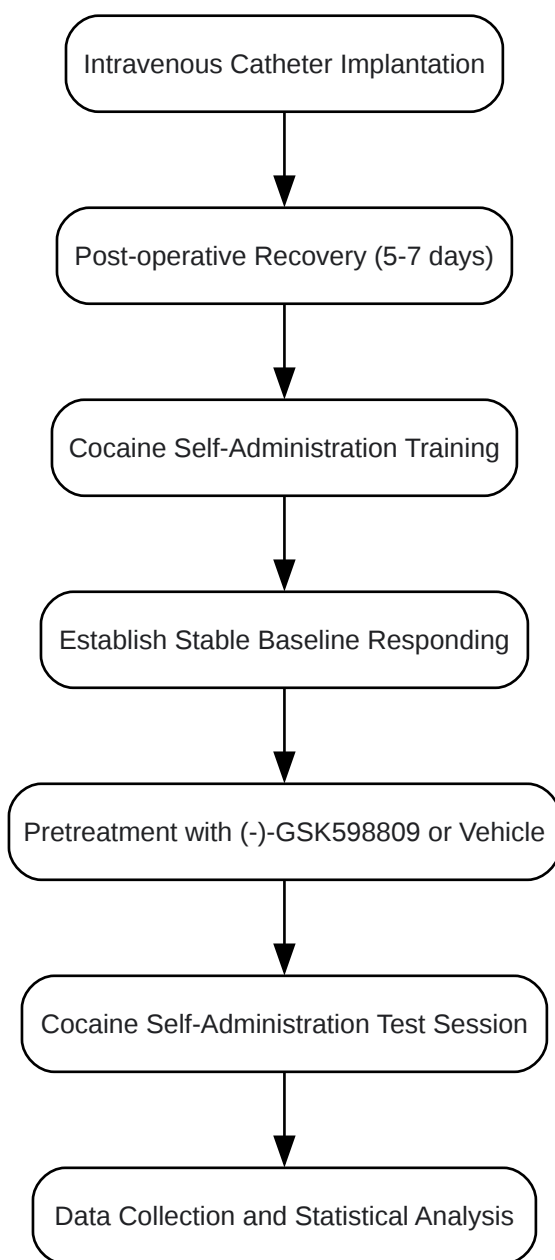 Intravenous Catheter Implantation
Post-operative Recovery (5-7 days)
Cocaine Self-Administration Training
Establish Stable Baseline Responding
Pretreatment with (-)-GSK598809 or Vehicle
Cocaine Self-Administration Test Session
Data Collection and Statistical Analysis